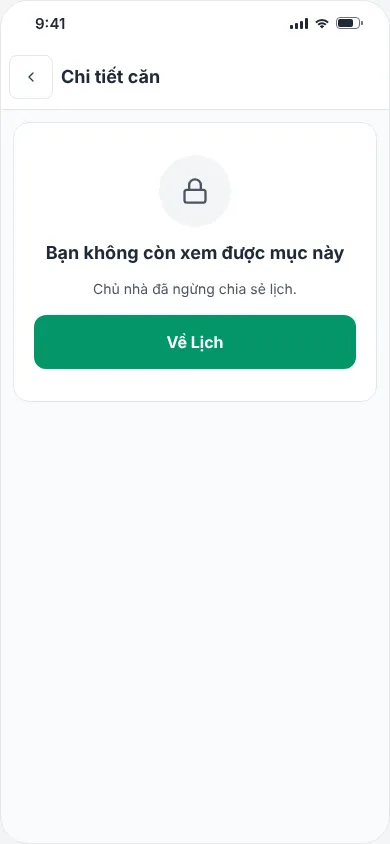 9:41
Chi tiết căn
Bạn không còn xem được mục này
Chủ nhà đã ngừng chia sẻ lịch.
Về Lịch